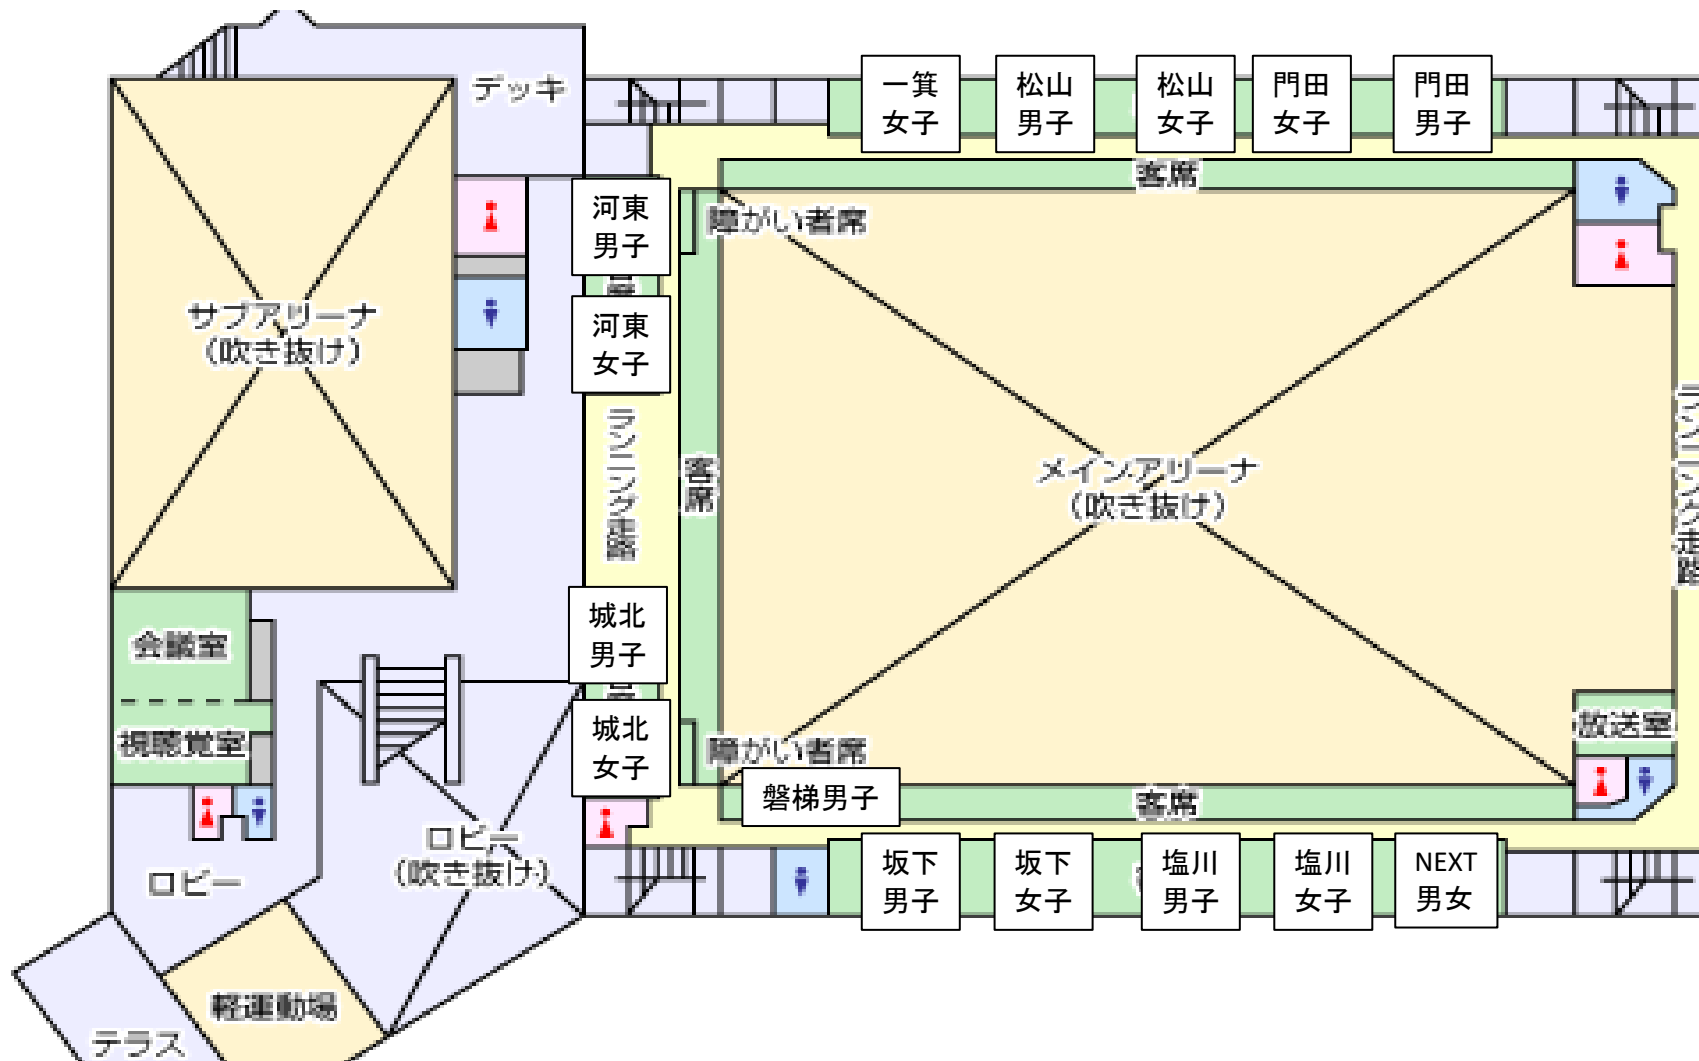 デッキ
一箕
女子
松山
男子
松山
女子
門田
女子
門田
男子
客席
河東
男子
障がい者席
河東
女子
サブアリーナ
(吹き抜け)
ランニング走路
客席
メインアリーナ
(吹き抜け)
ランニング走路
城北
男子
会議室
城北
女子
視聴覚室
障がい者席
放送室
磐梯男子
客席
ロビー
(吹き抜け)
ロビー
坂下
男子
坂下
女子
塩川
男子
塩川
女子
NEXT
男女
軽運動場
テラス